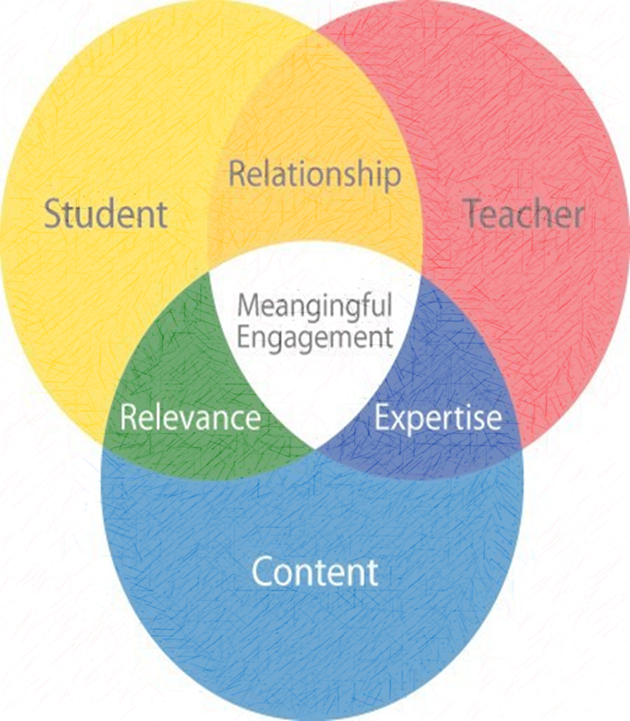 Relationship
Student
Teacher
Meangingful
Engagement
Relevance
Expertise
Content